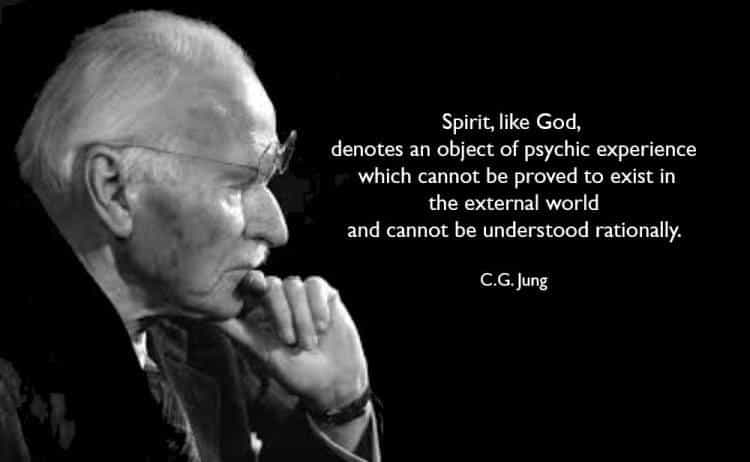 Spirit, like God,
denotes an object of psychic experience
which cannot be proved to exist in
the external world
and cannot be understood rationally.
C.G. Jung